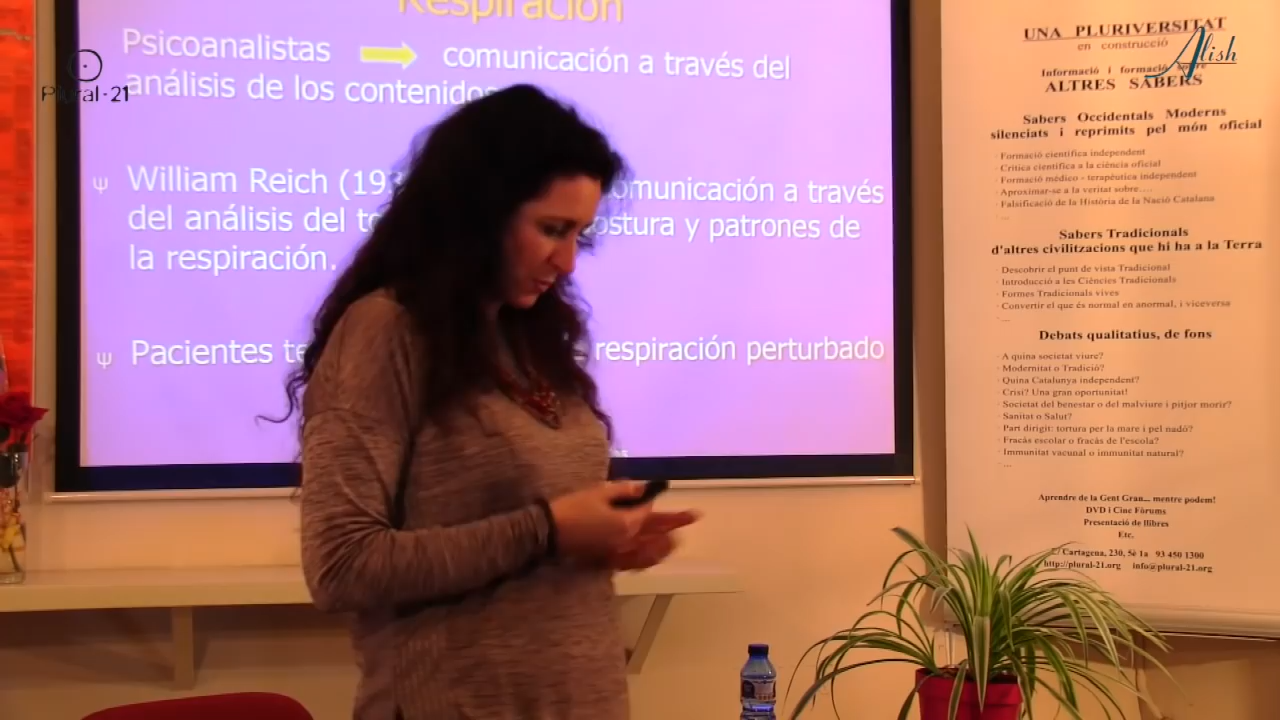 Respiración
Psicoanalistas comunicación a través del
análisis de los contenidos
ψ William Reich (19 comunicación a través
del análisis del to postura y patrones de
la respiración.
ψ Pacientes te respiración perturbado
Plural-21
Alish
UNA PLURIVERSITAT
en construcció
Informació i formació sobre
ALTRES SABERS
Sabers Occidentals Moderns
silenciats i reprimits pel món oficial
· Formació científica independent
· Crítica científica a la ciència oficial
· Formació médico - terapèutica independent
· Aproximar-se a la veritat sobre....
· Falsificació de la Història de la Nació Catalana
· ...
Sabers Tradicionals
d'altres civilitzacions que hi ha a la Terra
· Descobrir el punt de vista Tradicional
· Introducció a les Ciències Tradicionals
· Formes Tradicionals vives
· Convertir el que és normal en anormal, i viceversa
· ...
Debats qualitatius, de fons
· A quina societat viure?
· Modernitat o Tradició?
· Quina Catalunya independent?
· Crisi? Una gran oportunitat!
· Societat del benestar o del malviure i pitjor morir?
· Sanitat o Salut?
· Part dirigit: tortura per la mare i pel nadó?
· Fracàs escolar o fracàs de l'escola?
· Immunitat vacunal o immunitat natural?
· ...
Aprendre de la Gent Gran... mentre podem!
DVD i Cine Fòrums
Presentació de llibres
Etc.
C/ Cartagena, 230, 5è 1a 93 450 1300
http://plural-21.org info@plural-21.org